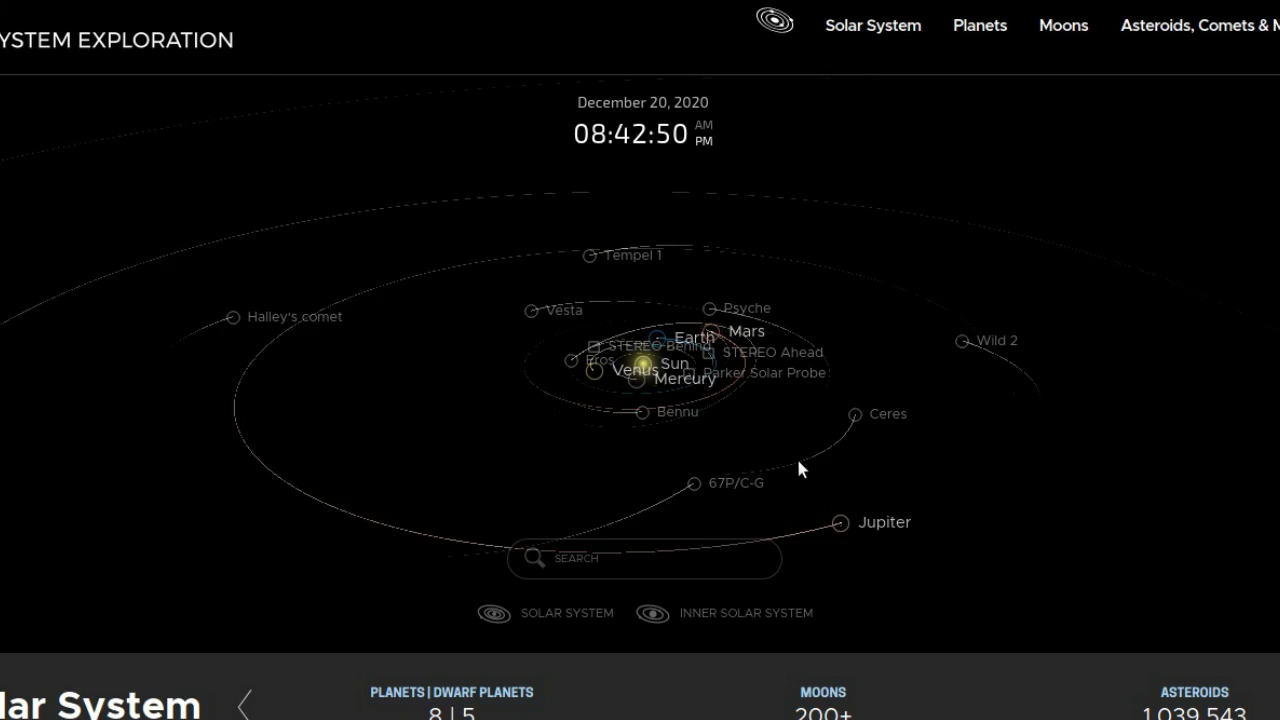 YSTEM EXPLORATION
Solar System
Planets
Moons
Asteroids, Comets & M
December 20, 2020
08:42:50 AM
PM
Tempel 1
Halley's comet
Vesta
Psyche
Mars
Earth
STEREO Behind
STEREO Ahead
Wild 2
Eros
Sun
Venus
Parker Solar Probe
Mercury
Bennu
Ceres
67P/C-G
Jupiter
SEARCH
SOLAR SYSTEM
INNER SOLAR SYSTEM
lar System
PLANETS | DWARF PLANETS
8 | 5
MOONS
200+
ASTEROIDS
1,039,543